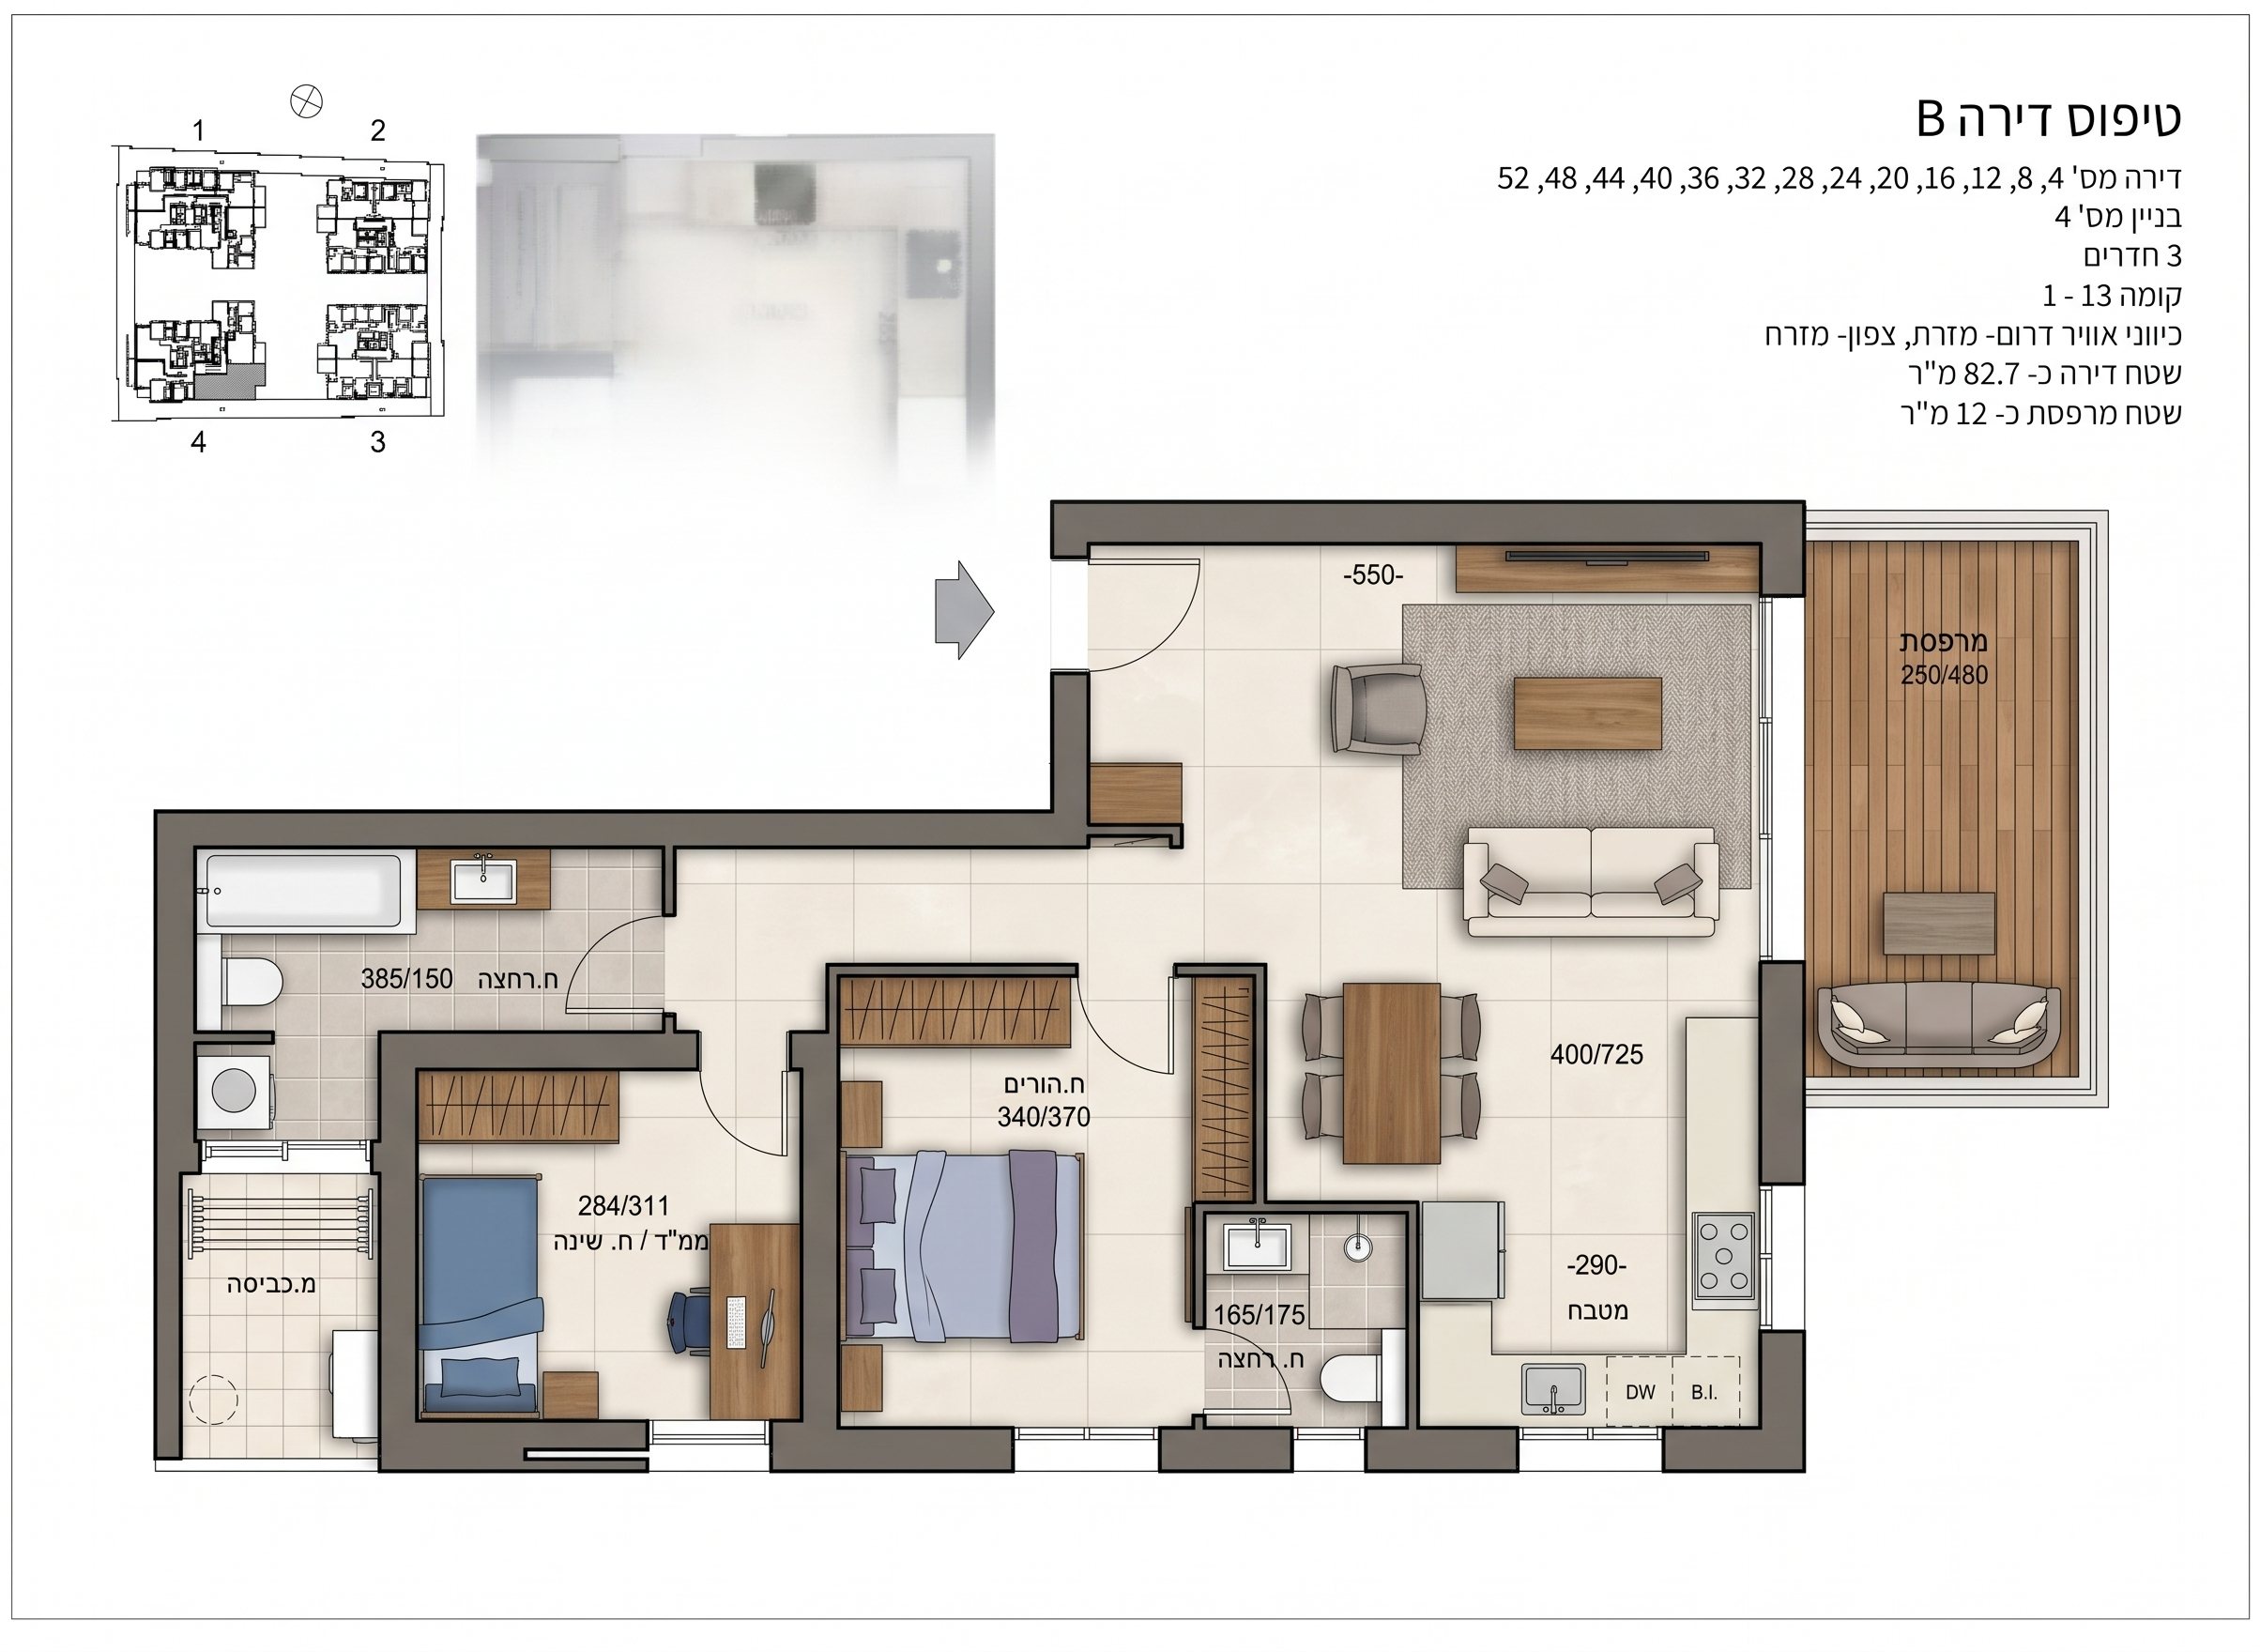 טיפוס דירה B
דירה מס' 4, 8, 12, 16, 20, 24, 28, 32, 36, 40, 44, 48, 52
בניין מס' 4
3 חדרים
קומה 13 - 1
כיווני אוויר דרום- מזרח, צפון- מזרח
שטח דירה כ- 82.7 מ"ר
שטח מרפסת כ- 12 מ"ר
1
2
4
3
-550-
מרפסת
250/480
ח.רחצה 385/150
400/725
ח.הורים
340/370
284/311
ממ"ד / ח. שינה
מ.כביסה
165/175
ח. רחצה
-290-
מטבח
DW
B.I.